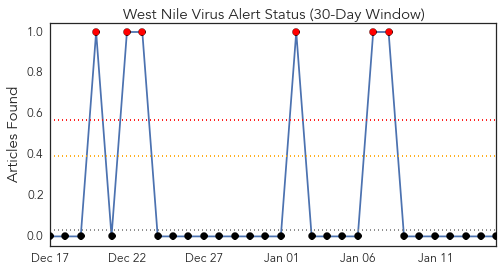 West Nile Virus Alert Status (30-Day Window)
Articles Found
1.0
0.8
0.6
0.4
0.2
0.0
Dec 17 Dec 22 Dec 27 Jan 01 Jan 06 Jan 11